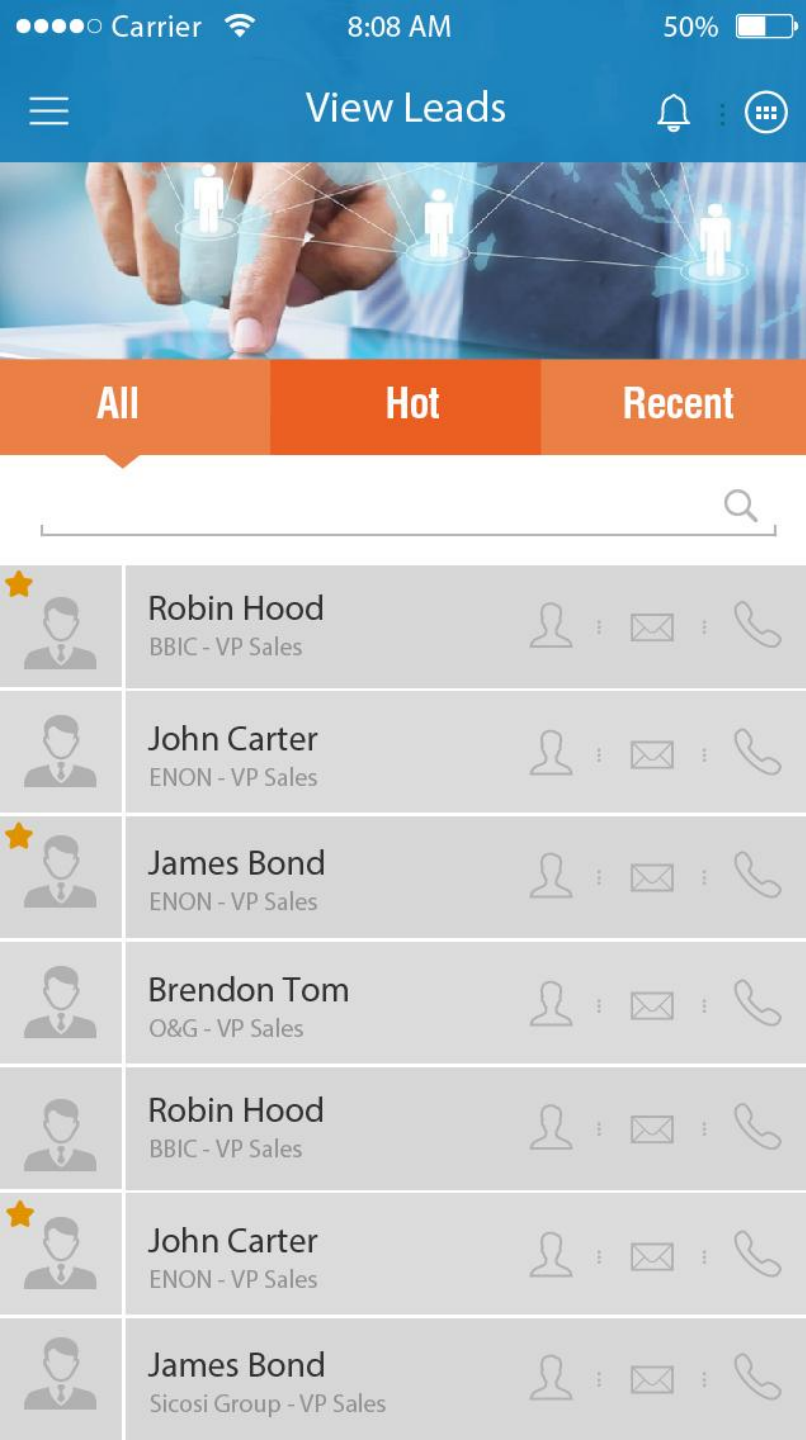 Carrier 8:08 AM 50%
View Leads
All Hot Recent
Robin Hood
BBIC - VP Sales
John Carter
ENON - VP Sales
James Bond
ENON - VP Sales
Brendon Tom
O&G - VP Sales
Robin Hood
BBIC - VP Sales
John Carter
ENON - VP Sales
James Bond
Sicosi Group - VP Sales